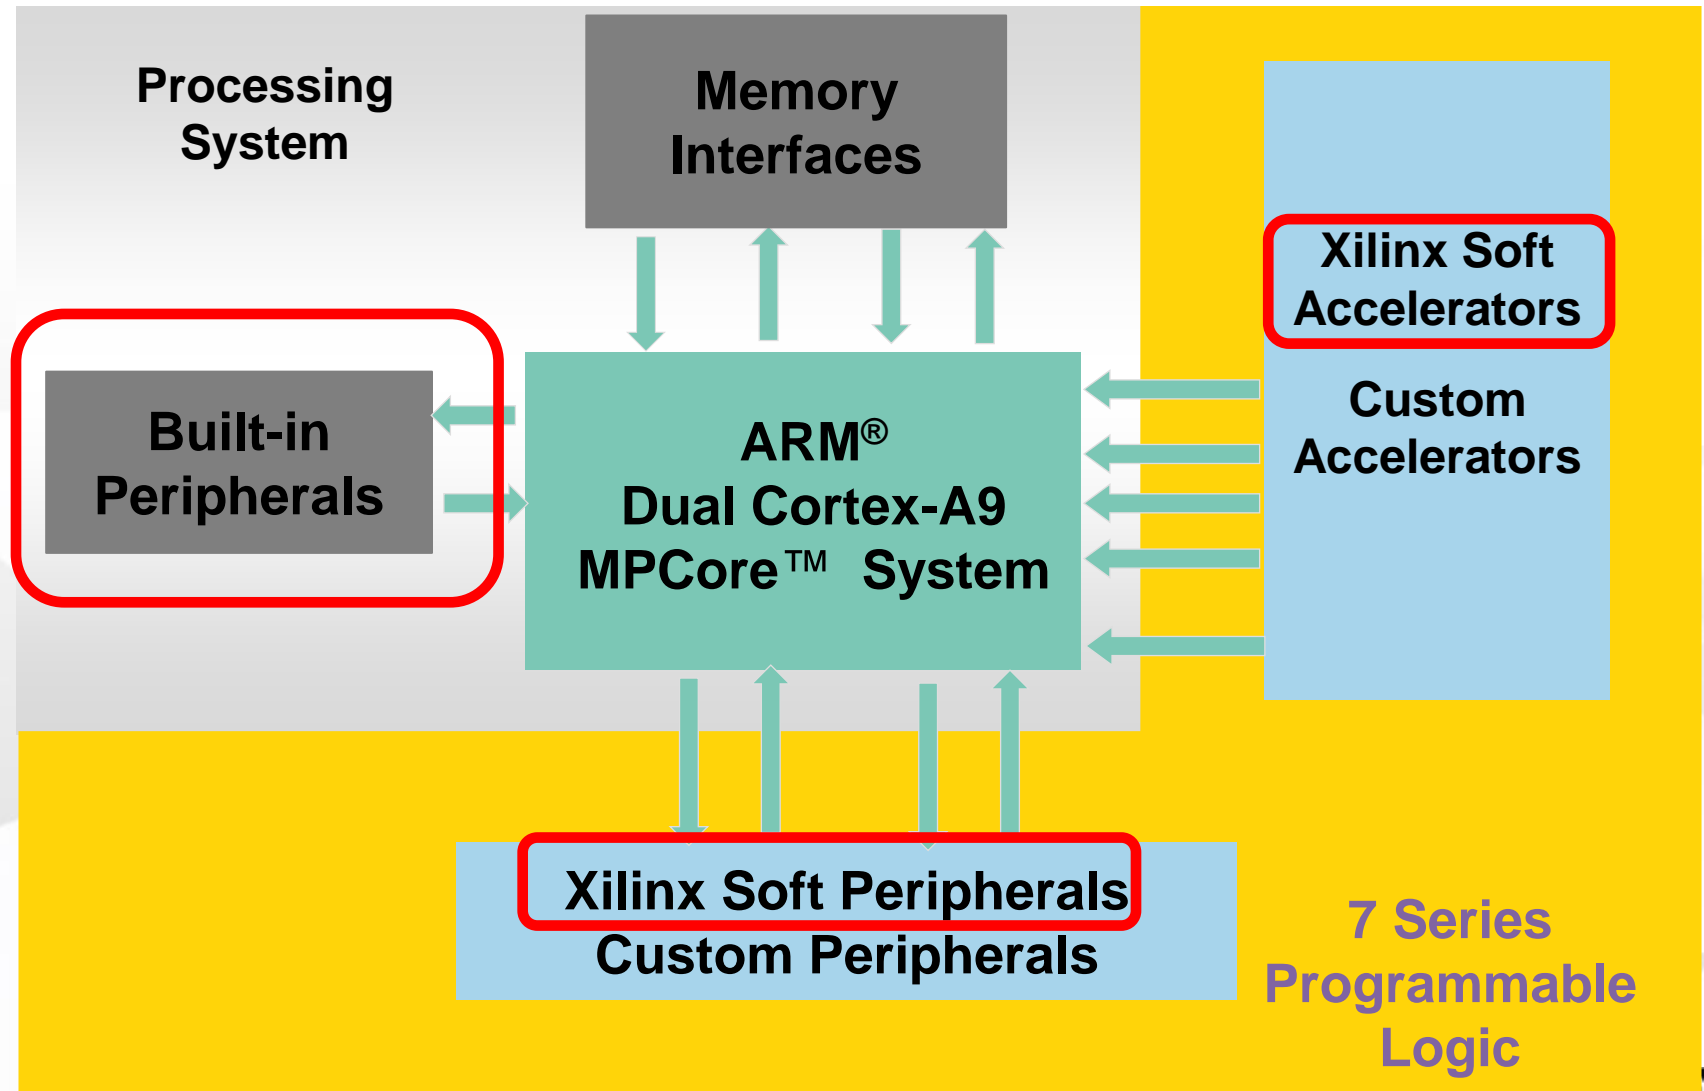 Processing
System
Memory
Interfaces
Xilinx Soft
Accelerators
Custom
Accelerators
Built-in
Peripherals
ARM®
Dual Cortex-A9
MPCore™ System
Xilinx Soft Peripherals
Custom Peripherals
7 Series
Programmable
Logic